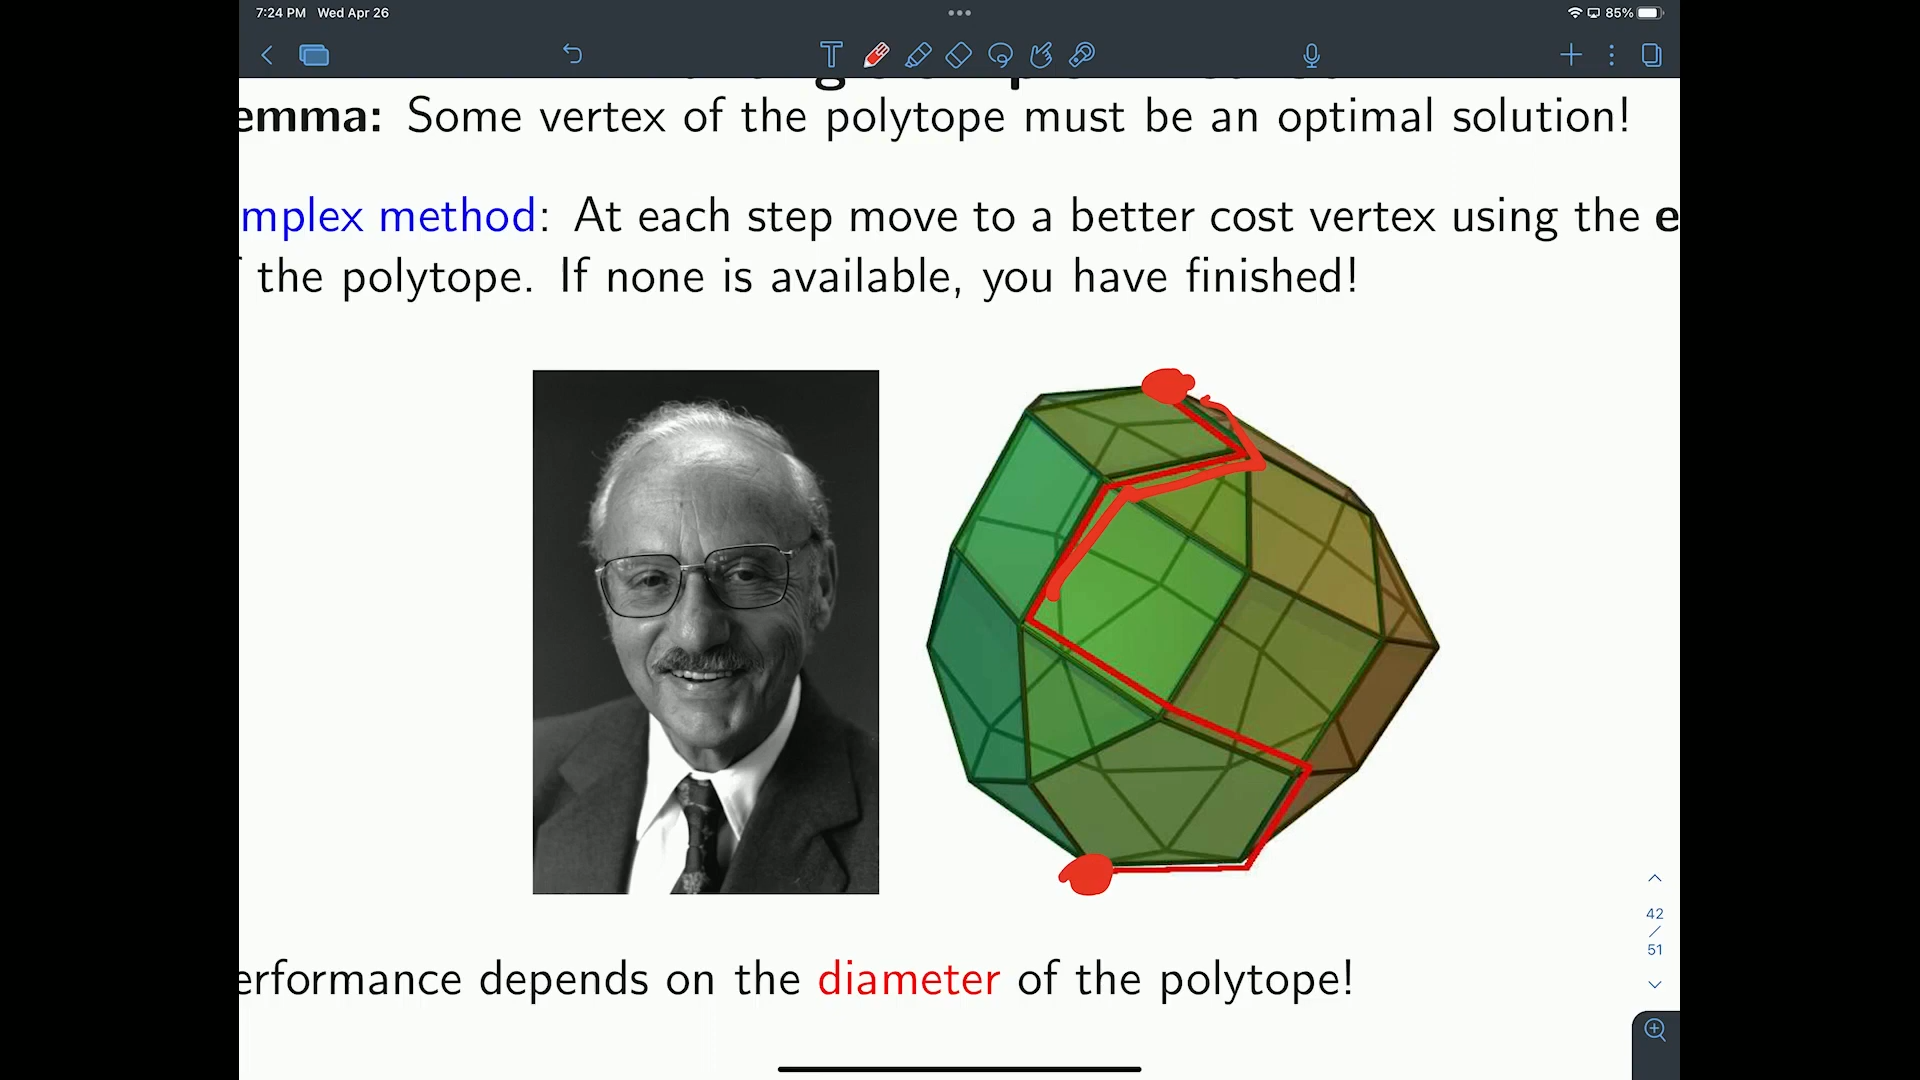 7:24 PM Wed Apr 26
85%
emma: Some vertex of the polytope must be an optimal solution!
mplex method: At each step move to a better cost vertex using the e
the polytope. If none is available, you have finished!
erformance depends on the diameter of the polytope!
42
/
51